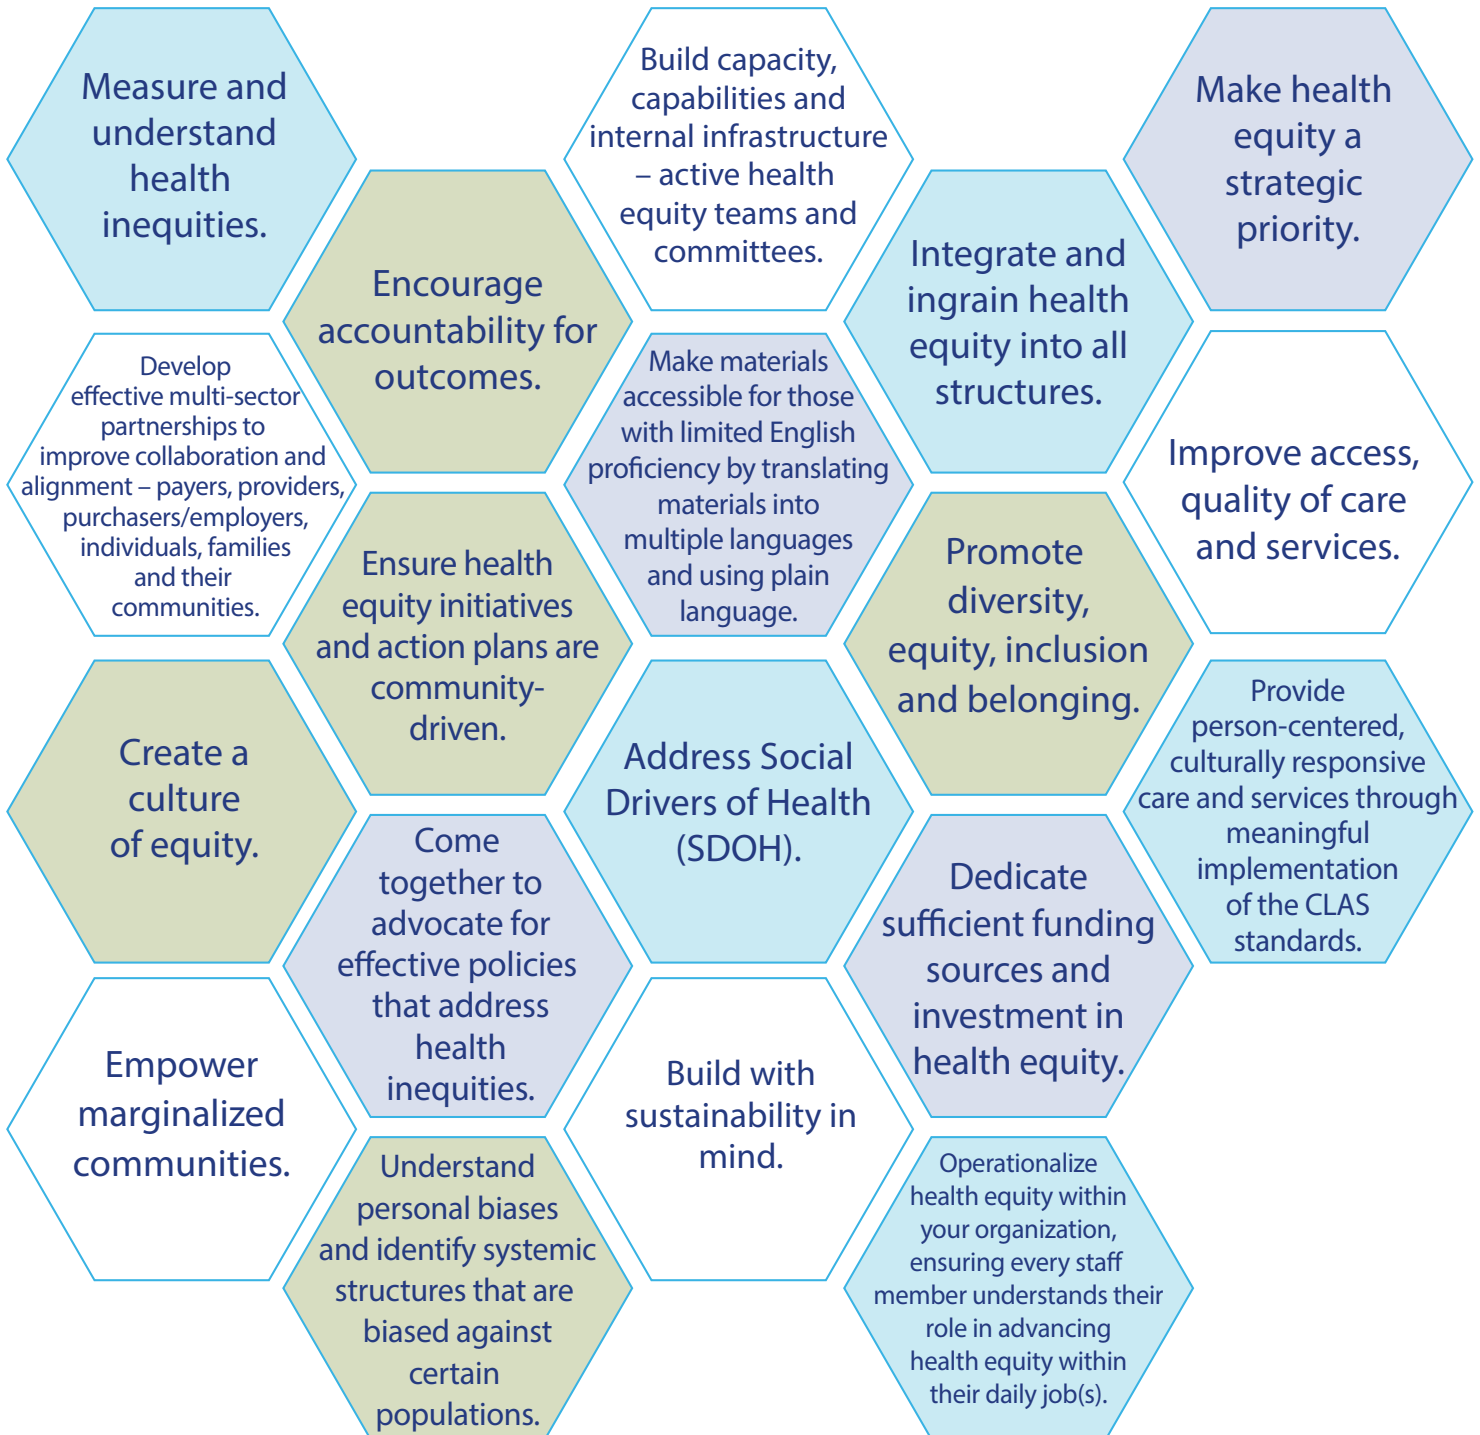 Measure and
understand
health
inequities.
Build capacity,
capabilities and
internal infrastructure
– active health
equity teams and
committees.
Make health
equity a
strategic
priority.
Encourage
accountability for
outcomes.
Integrate and
ingrain health
equity into all
structures.
Develop
effective multi-sector
partnerships to
improve collaboration and
alignment – payers, providers,
purchasers/employers,
individuals, families
and their
communities.
Make materials
accessible for those
with limited English
proficiency by translating
materials into
multiple languages
and using plain
language.
Improve access,
quality of care
and services.
Ensure health
equity initiatives
and action plans are
community-
driven.
Promote
diversity,
equity, inclusion
and belonging.
Create a
culture
of equity.
Address Social
Drivers of Health
(SDOH).
Provide
person-centered,
culturally responsive
care and services through
meaningful
implementation
of the CLAS
standards.
Come
together to
advocate for
effective policies
that address
health
inequities.
Dedicate
sufficient funding
sources and
investment in
health equity.
Empower
marginalized
communities.
Build with
sustainability in
mind.
Understand
personal biases
and identify systemic
structures that are
biased against
certain
populations.
Operationalize
health equity within
your organization,
ensuring every staff
member understands their
role in advancing
health equity within
their daily job(s).